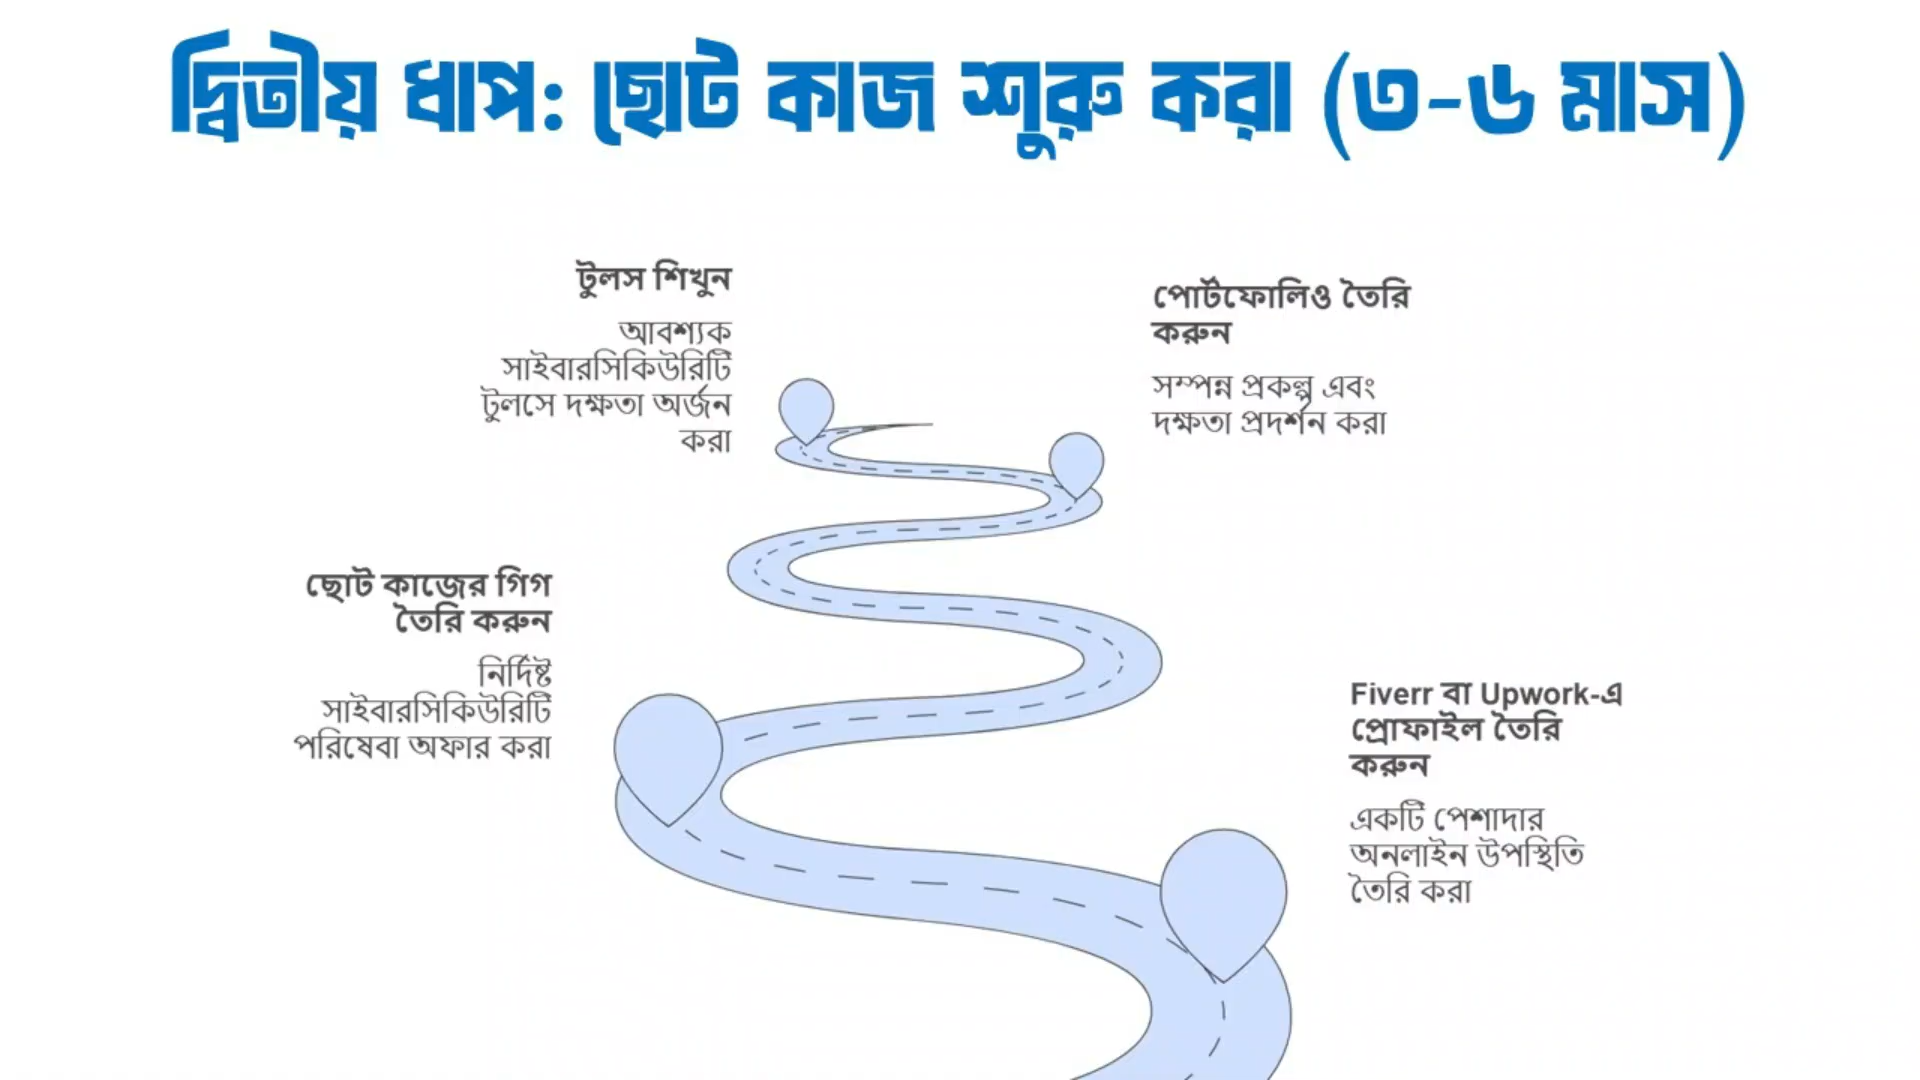 দ্বিতীয় ধাপ: ছোট কাজ শুরু করা (৩-৬ মাস)
টুলস শিখুন
আবশ্যক
সাইবারসিকিউরিটি
টুলসে দক্ষতা অর্জন
করা
পোর্টফোলিও তৈরি
করুন
সম্পন্ন প্রকল্প এবং
দক্ষতা প্রদর্শন করা
ছোট কাজের গিগ
তৈরি করুন
নির্দিষ্ট
সাইবারসিকিউরিটি
পরিষেবা অফার করা
Fiverr বা Upwork-এ
প্রোফাইল তৈরি
করুন
একটি পেশাদার
অনলাইন উপস্থিতি
তৈরি করা